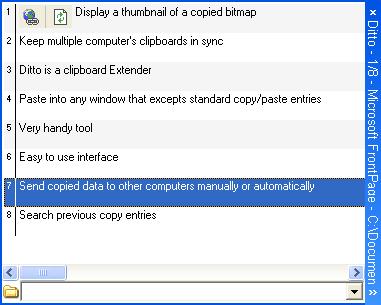 1 Display a thumbnail of a copied bitmap
2 Keep multiple computer's clipboards in sync
3 Ditto is a clipboard Extender
4 Paste into any window that excepts standard copy/paste entries
5 Very handy tool
6 Easy to use interface
7 Send copied data to other computers manually or automatically
8 Search previous copy entries
Ditto - 1/8 - Microsoft FrontPage - C:\Documen